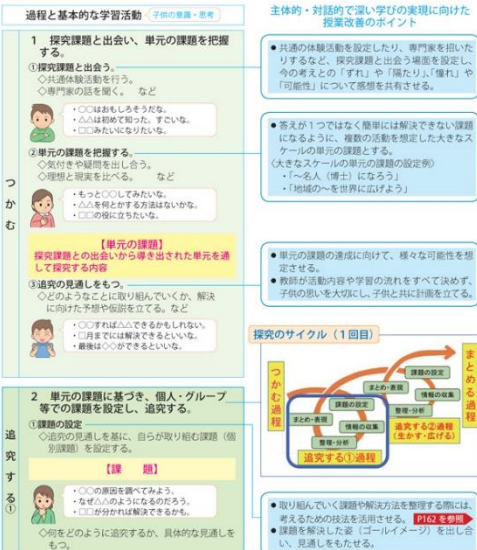 過程と基本的な学習活動 子供の意識・思考
主体的・対話的で深い学びの実現に向けた
授業改善のポイント
つかむ
1 探究課題と出会い、単元の課題を把握
する。
①探究課題と出会う。
◇共通体験活動を行う。
◇専門家の話を聞く。 など
・○○はおもしろそうだな。
・△△は初めて知った。すごいな。
・□□みたいになりたいな。
②単元の課題を把握する。
◇気付きや疑問を出し合う。
◇理想と現実を比べる。 など
・もっと○○してみたいな。
・△△を何とかする方法はないかな。
・□□の役に立ちたいな。
【単元の課題】
探究課題との出会いから導き出された単元を通
して探究する内容
③追究の見通しをもつ。
◇どのようなことに取り組んでいくか、解決
に向けた予想や仮説を立てる。など
・○○すれば△△できるかもしれない。
・□月までには解決できるといいな。
・最後は◇◇ができるといいな。
● 共通の体験活動を設定したり、専門家を招いた
りするなど、探究課題と出会う場面を設定し、
今の考えとの「ずれ」や「隔たり」、「憧れ」や
「可能性」について感想を共有させる。
● 答えが1つではなく簡単には解決できない課題
になるように、複数の活動を想定した大きなス
ケールの単元の課題とする。
〈大きなスケールの単元の課題の設定例〉
・「～名人（博士）になろう」
・「地域の～を世界に広げよう」
● 単元の課題の達成に向けて、様々な可能性を想
定させる。
● 教師が活動内容や学習の流れをすべて決めず、
子供の思いを大切にし、子供と共に計画を立てる。
探究のサイクル（1回目）
つかむ過程
課題の設定
まとめ・表現
情報の収集
整理・分析
課題の設定
まとめ・表現
情報の収集
整理・分析
追究する①過程
追究する②過程
（生かす・広げる）
まとめる過程
追究する①
2 単元の課題に基づき、個人・グループ
等での課題を設定し、追究する。
①課題の設定
◇追究の見通しを基に、自らが取り組む課題（個
別課題）を設定する。
【課 題】
・○○の原因を調べてみよう。
・なぜ△△のようになるのだろう。
・□□が分かれば解決できるかも。
◇何をどのように追究するか、具体的な見通しを
もつ。
● 取り組んでいく課題や解決方法を整理する際には、
考えるための技法を活用させる。 P162 を参照
● 課題を解決した姿（ゴールイメージ）を出し合
い、見通しをもたせる。